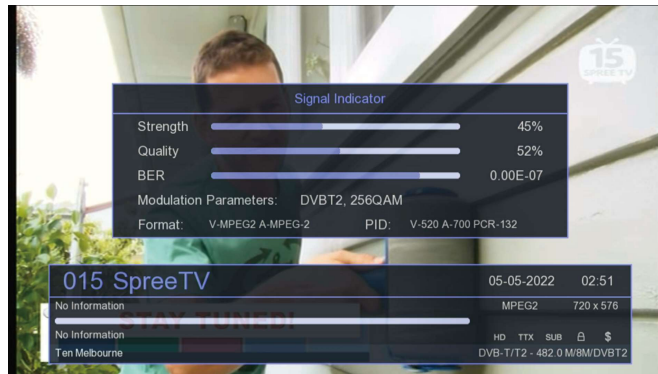 15
SPREE TV
Signal Indicator
Strength 45%
Quality 52%
BER 0.00E-07
Modulation Parameters: DVBT2, 256QAM
Format: V-MPEG2 A-MPEG-2 PID: V-520 A-700 PCR-132
015 SpreeTV 05-05-2022 02:51
No Information MPEG2 720 x 576
STAY TUNED!
No Information HD TTX SUB $
Ten Melbourne DVB-T/T2 - 482.0 M/8M/DVBT2